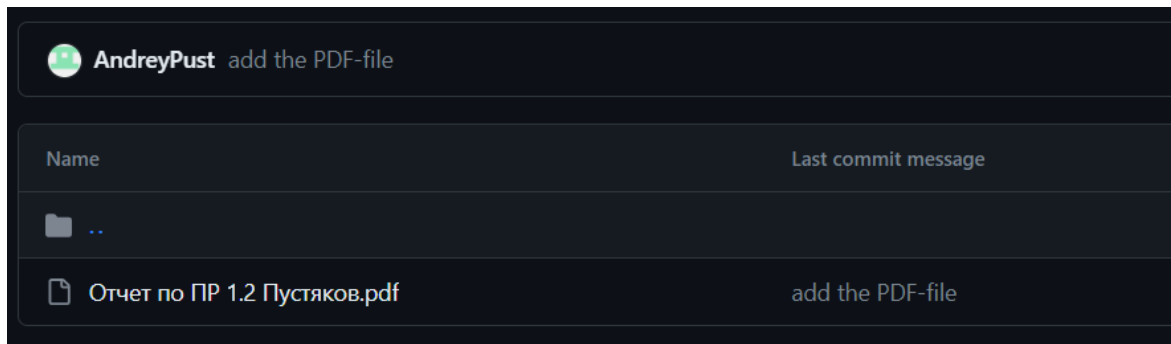 AndreyPust add the PDF-file
Name Last commit message
..
Отчет по ПР 1.2 Пустяков.pdf add the PDF-file